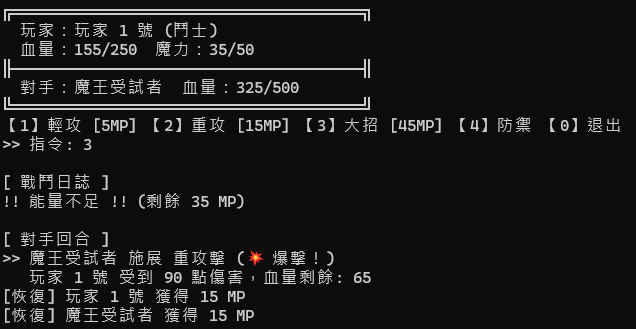 玩家：玩家 1 號 (鬥士)
血量：155/250 魔力：35/50
對手：魔王受試者 血量：325/500
【1】輕攻 [5MP] 【2】重攻 [15MP] 【3】大招 [45MP] 【4】防禦 【0】退出
>> 指令: 3
[ 戰鬥日誌 ]
!! 能量不足 !! (剩餘 35 MP)
[ 對手回合 ]
>> 魔王受試者 施展 重攻擊 (💥 爆擊！)
玩家 1 號 受到 90 點傷害，血量剩餘: 65
[恢復] 玩家 1 號 獲得 15 MP
[恢復] 魔王受試者 獲得 15 MP